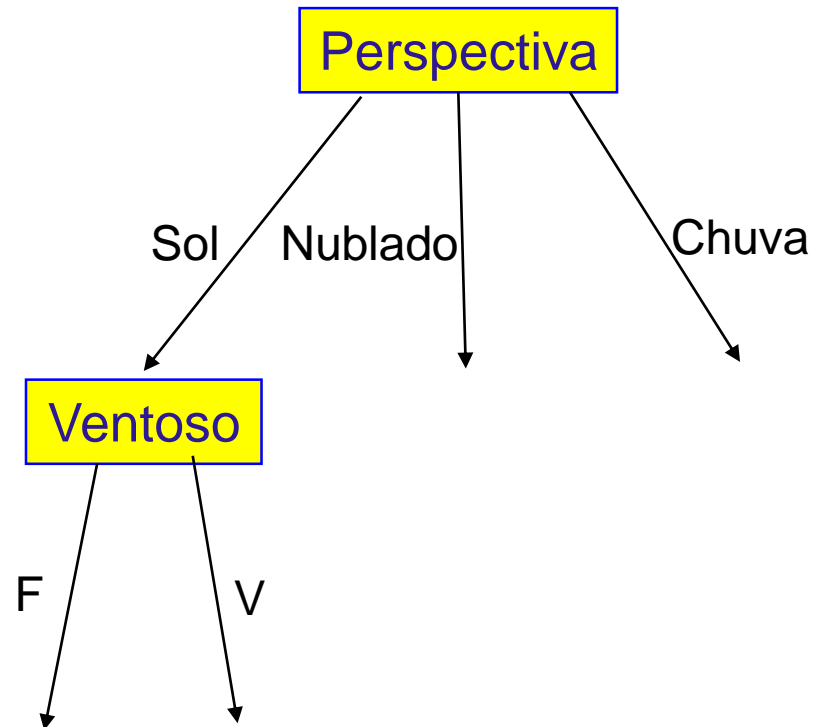 Perspectiva
Sol
Nublado
Chuva
Ventoso
F
V